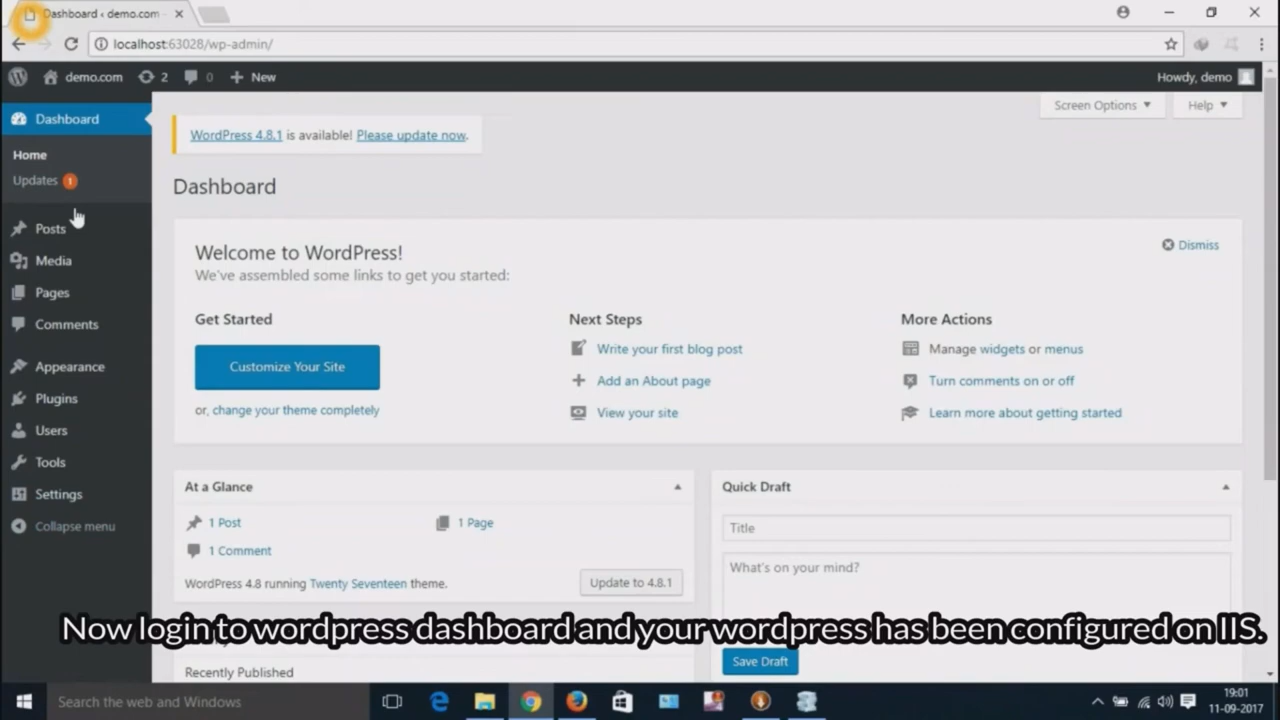 Dashboard ‹ demo.com
localhost:63028/wp-admin/
demo.com 2 0 New
Howdy, demo
Dashboard
Home
Updates 1
Posts
Media
Pages
Comments
Appearance
Plugins
Users
Tools
Settings
Collapse menu
Screen Options
Help
WordPress 4.8.1 is available! Please update now.
Dashboard
Welcome to WordPress!
We've assembled some links to get you started:
Dismiss
Get Started
Customize Your Site
or, change your theme completely
Next Steps
Write your first blog post
Add an About page
View your site
More Actions
Manage widgets or menus
Turn comments on or off
Learn more about getting started
At a Glance
1 Post
1 Page
1 Comment
WordPress 4.8 running Twenty Seventeen theme.
Update to 4.8.1
Recently Published
Quick Draft
Title
What's on your mind?
Save Draft
Now login to wordpress dashboard and your wordpress has been configured on IIS.
Search the web and Windows
19:01
11-09-2017